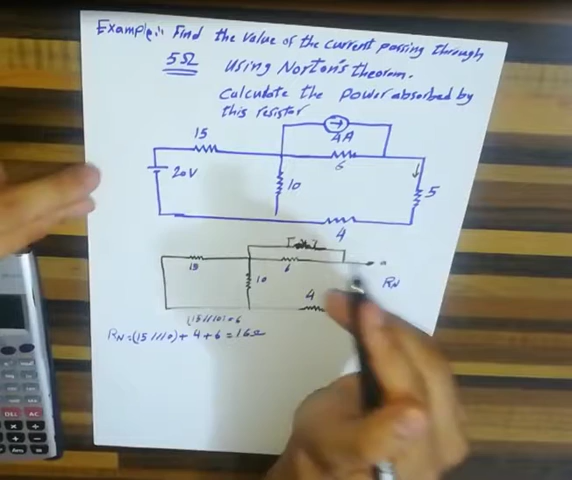 Example:- Find the value of the current passing through
5Ω using Norton's theorem.
Calculate the power absorbed by
this resistor
4A
15
6
20V
10
5
4
15
6
a
10
RN
4
(15//10)=6
RN=(15//10)+4+6=16Ω
DEL AC